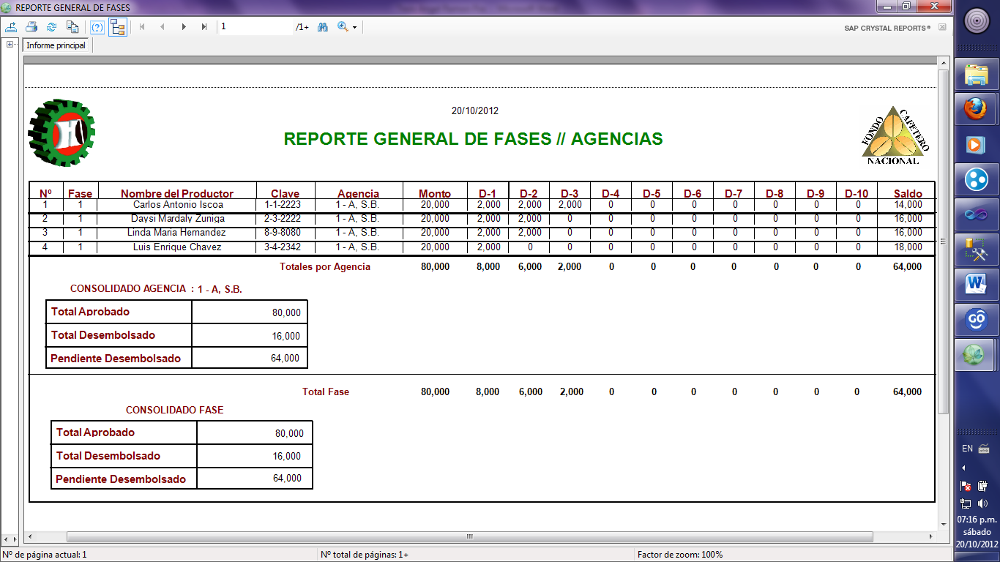 REPORTE GENERAL DE FASES
1 /1+
SAP CRYSTAL REPORTS®
Informe principal
20/10/2012
REPORTE GENERAL DE FASES // AGENCIAS
FONDO CAFETERO NACIONAL
Nº Fase Nombre del Productor Clave Agencia Monto D-1 D-2 D-3 D-4 D-5 D-6 D-7 D-8 D-9 D-10 Saldo
1 1 Carlos Antonio Iscoa 1-1-2223 1 - A, S.B. 20,000 2,000 2,000 2,000 0 0 0 0 0 0 0 14,000
2 1 Daysi Mardaly Zuniga 2-3-2222 1 - A, S.B. 20,000 2,000 2,000 0 0 0 0 0 0 0 0 16,000
3 1 Linda Maria Hernandez 8-9-8080 1 - A, S.B. 20,000 2,000 2,000 0 0 0 0 0 0 0 0 16,000
4 1 Luis Enrique Chavez 3-4-2342 1 - A, S.B. 20,000 2,000 0 0 0 0 0 0 0 0 0 18,000
Totales por Agencia 80,000 8,000 6,000 2,000 0 0 0 0 0 0 0 64,000
CONSOLIDADO AGENCIA : 1 - A, S.B.
Total Aprobado 80,000
Total Desembolsado 16,000
Pendiente Desembolsado 64,000
Total Fase 80,000 8,000 6,000 2,000 0 0 0 0 0 0 0 64,000
CONSOLIDADO FASE
Total Aprobado 80,000
Total Desembolsado 16,000
Pendiente Desembolsado 64,000
Nº de página actual: 1 Nº total de páginas: 1+ Factor de zoom: 100%
GO
EN
07:16 p.m.
sábado
20/10/2012